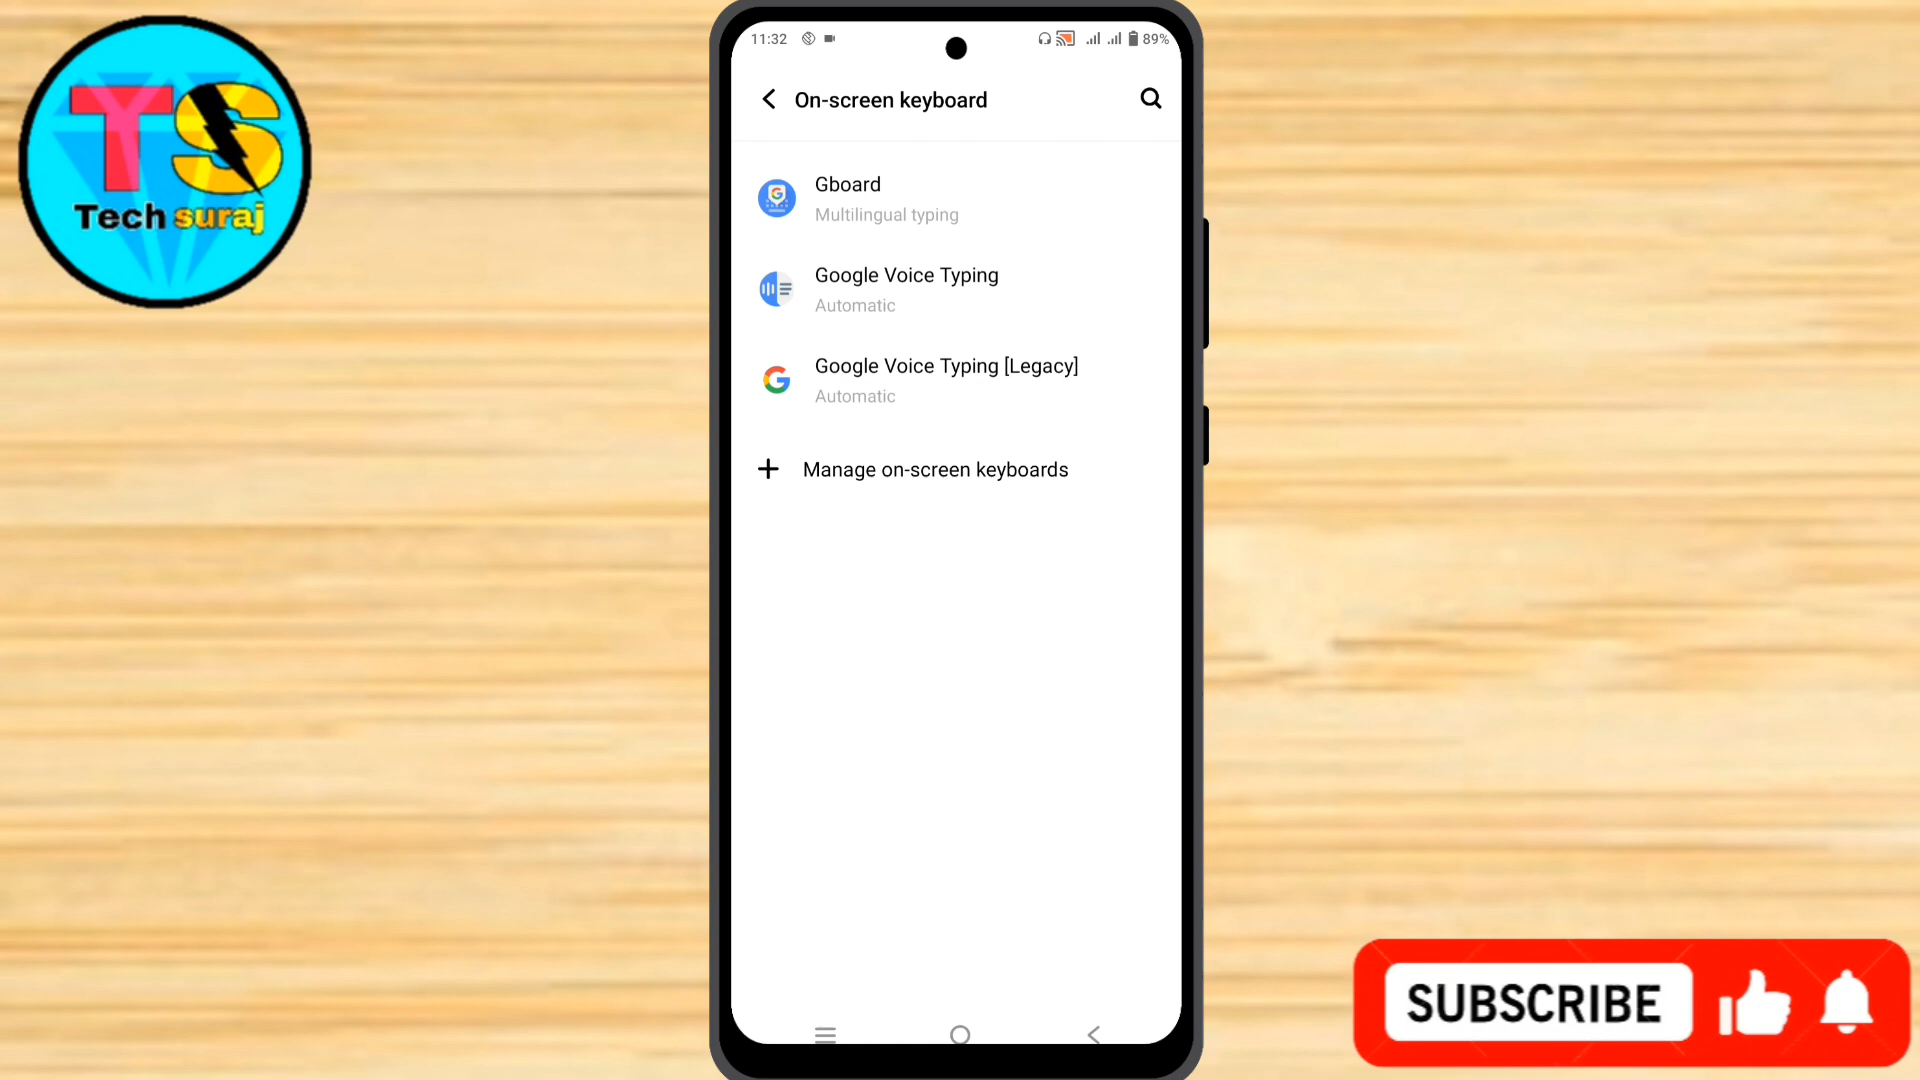 TS
Tech suraj
11:32
89%
On-screen keyboard
Gboard
Multilingual typing
Google Voice Typing
Automatic
Google Voice Typing [Legacy]
Automatic
Manage on-screen keyboards
SUBSCRIBE